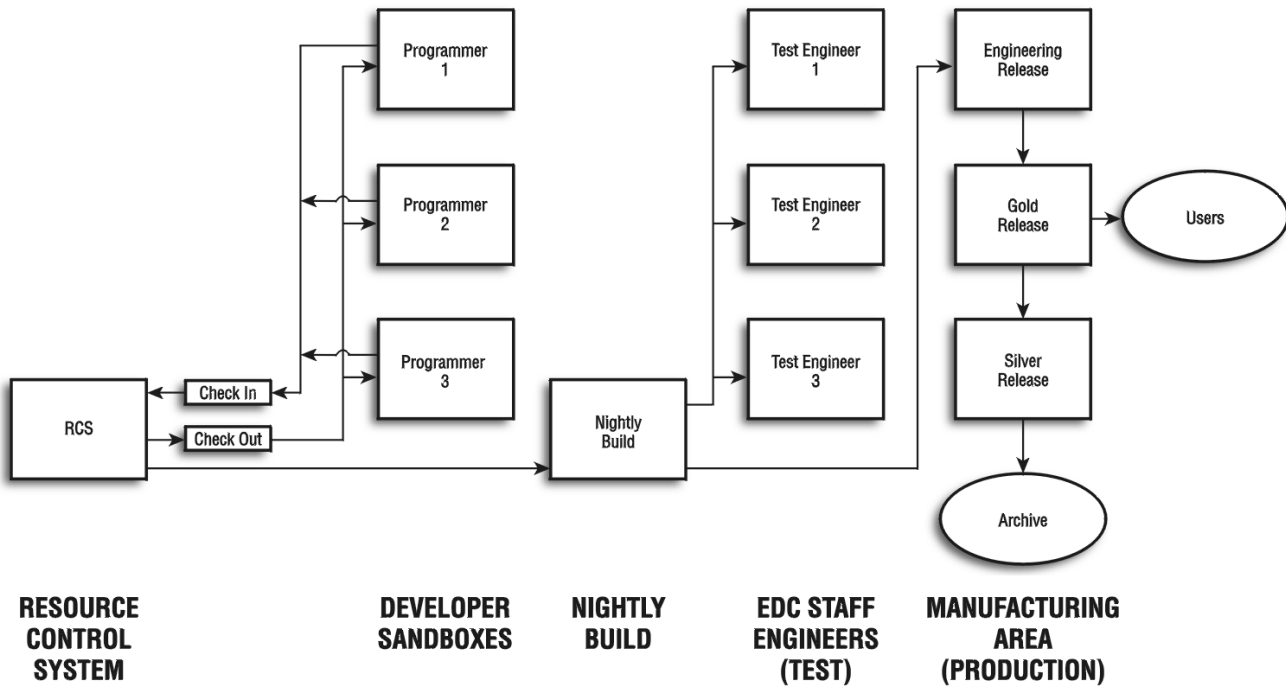 Programmer
1
Test Engineer
1
Engineering
Release
Programmer
2
Test Engineer
2
Gold
Release
Users
Programmer
3
Test Engineer
3
Silver
Release
Check In
RCS
Check Out
Nightly
Build
Archive
RESOURCE
CONTROL
SYSTEM
DEVELOPER
SANDBOXES
NIGHTLY
BUILD
EDC STAFF
ENGINEERS
(TEST)
MANUFACTURING
AREA
(PRODUCTION)